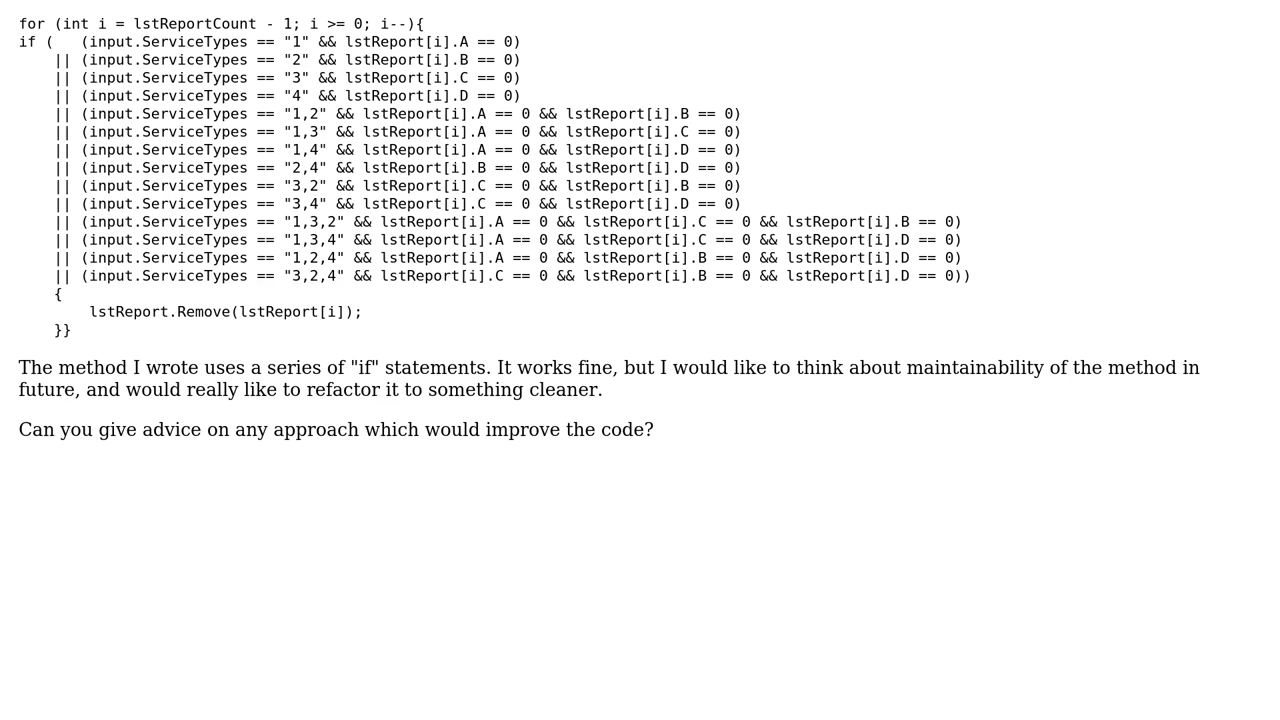 for (int i = lstReportCount - 1; i >= 0; i--){
if (   (input.ServiceTypes == "1" && lstReport[i].A == 0)
    || (input.ServiceTypes == "2" && lstReport[i].B == 0)
    || (input.ServiceTypes == "3" && lstReport[i].C == 0)
    || (input.ServiceTypes == "4" && lstReport[i].D == 0)
    || (input.ServiceTypes == "1,2" && lstReport[i].A == 0 && lstReport[i].B == 0)
    || (input.ServiceTypes == "1,3" && lstReport[i].A == 0 && lstReport[i].C == 0)
    || (input.ServiceTypes == "1,4" && lstReport[i].A == 0 && lstReport[i].D == 0)
    || (input.ServiceTypes == "2,4" && lstReport[i].B == 0 && lstReport[i].D == 0)
    || (input.ServiceTypes == "3,2" && lstReport[i].C == 0 && lstReport[i].B == 0)
    || (input.ServiceTypes == "3,4" && lstReport[i].C == 0 && lstReport[i].D == 0)
    || (input.ServiceTypes == "1,3,2" && lstReport[i].A == 0 && lstReport[i].C == 0 && lstReport[i].B == 0)
    || (input.ServiceTypes == "1,3,4" && lstReport[i].A == 0 && lstReport[i].C == 0 && lstReport[i].D == 0)
    || (input.ServiceTypes == "1,2,4" && lstReport[i].A == 0 && lstReport[i].B == 0 && lstReport[i].D == 0)
    || (input.ServiceTypes == "3,2,4" && lstReport[i].C == 0 && lstReport[i].B == 0 && lstReport[i].D == 0))
    {
        lstReport.Remove(lstReport[i]);
    }}
The method I wrote uses a series of "if" statements. It works fine, but I would like to think about maintainability of the method in
future, and would really like to refactor it to something cleaner.
Can you give advice on any approach which would improve the code?